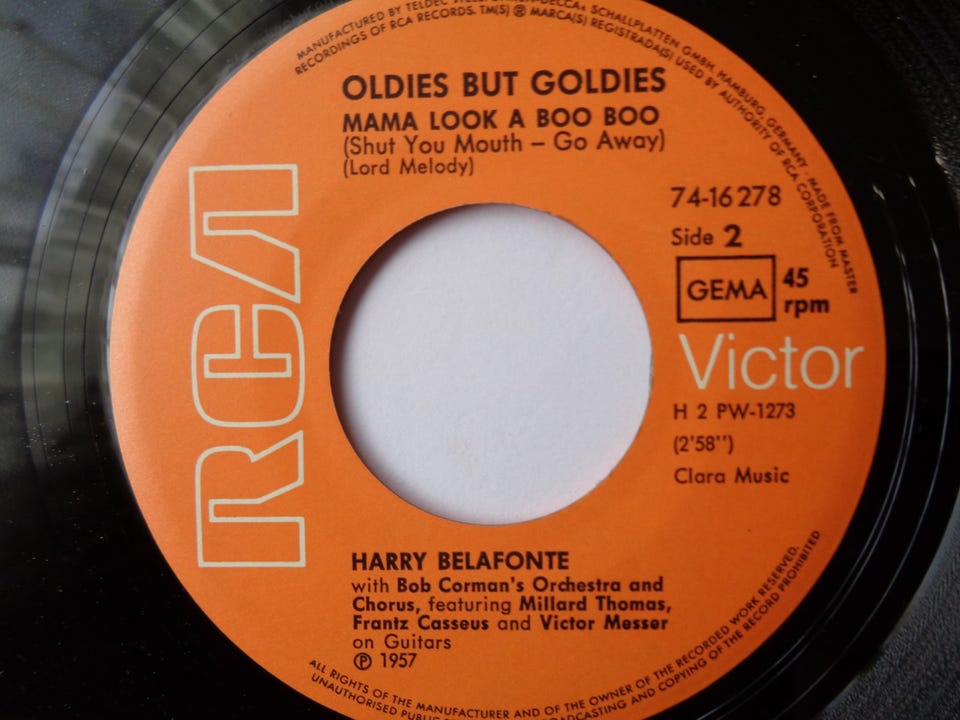 MANUFACTURED BY TELDEC SCHALLPLATTEN GMBH, HAMBURG, GERMANY · MADE FROM MASTER
RECORDINGS OF RCA RECORDS. TM(S) ® MARCA(S) REGISTRADA(S) USED BY AUTHORITY OF RCA CORPORATION
OLDIES BUT GOLDIES
MAMA LOOK A BOO BOO
(Shut You Mouth – Go Away)
(Lord Melody)
74-16278
Side 2
GEMA
45
rpm
RCA
Victor
H 2 PW-1273
(2'58'')
Clara Music
HARRY BELAFONTE
with Bob Corman's Orchestra and
Chorus, featuring Millard Thomas,
Frantz Casseus and Victor Messer
on Guitars
℗ 1957
ALL RIGHTS OF THE MANUFACTURER AND OF THE OWNER OF THE RECORDED WORK RESERVED.
UNAUTHORISED BROADCASTING AND COPYING OF THE RECORD PROHIBITED